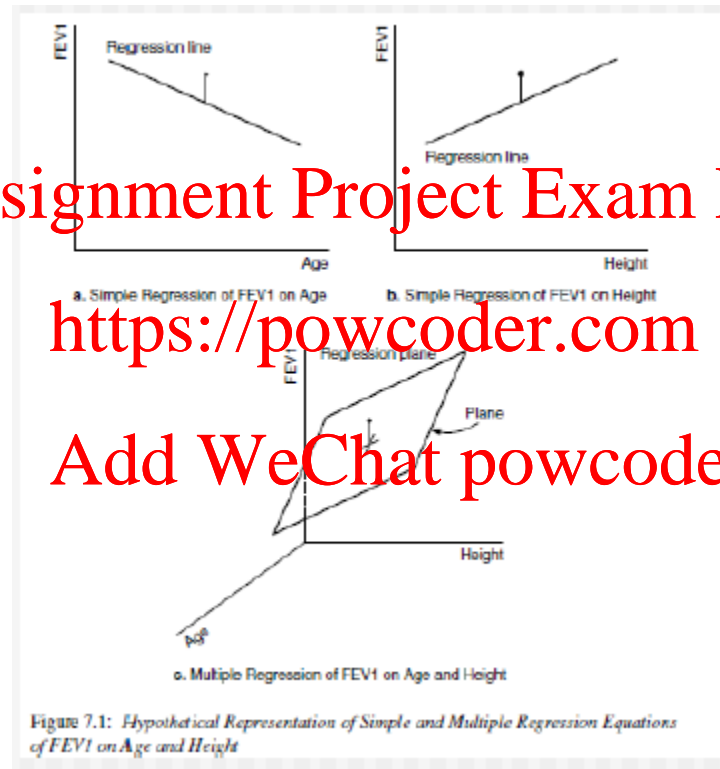 FEV1
Regression line
Age
a. Simple Regression of FEV1 on Age
FEV1
Regression line
Height
b. Simple Regression of FEV1 on Height
signment Project Exam
https://powcoder.com
FEV1
Regression plane
Plane
Add WeChat powcode
Height
Age
c. Multiple Regression of FEV1 on Age and Height
Figure 7.1: Hypothetical Representation of Simple and Multiple Regression Equations
of FEV1 on Age and Height